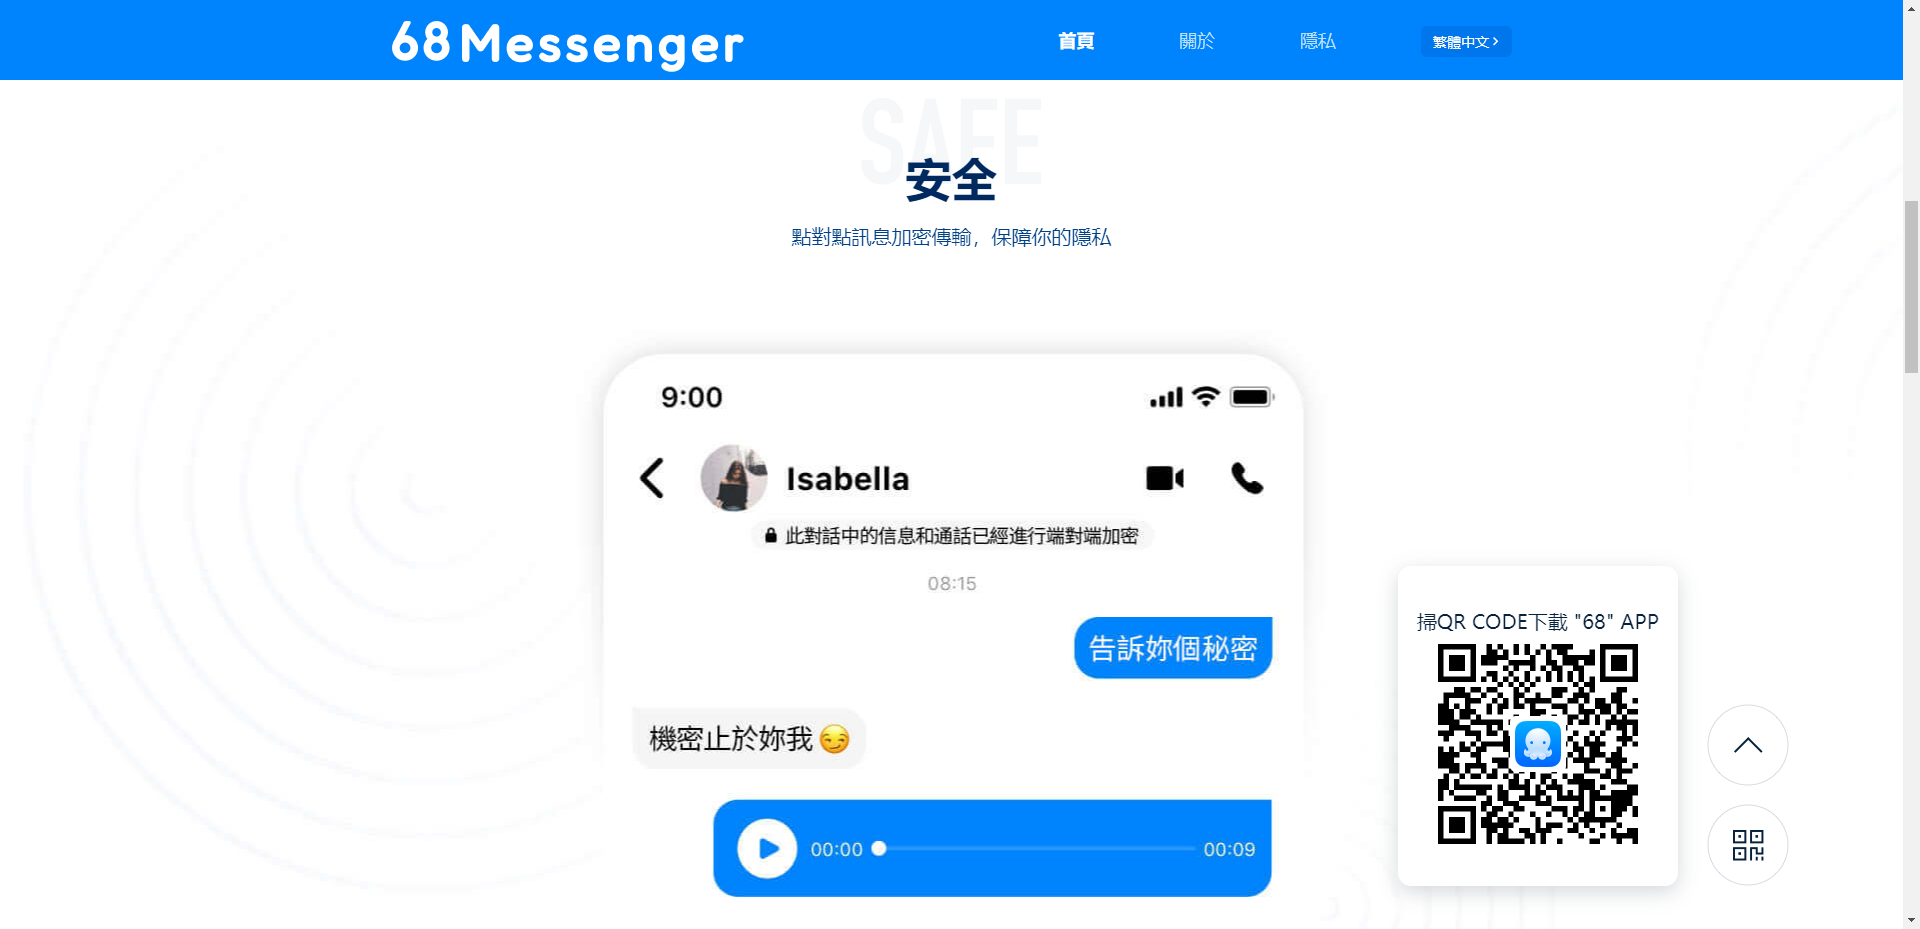 68 Messenger
首頁
關於
隱私
繁體中文 >
SAFE
安全
點對點訊息加密傳輸，保障你的隱私
9:00
Isabella
此對話中的信息和通話已經進行端對端加密
08:15
告訴妳個秘密
機密止於妳我😏
00:00
00:09
掃QR CODE下載 "68" APP